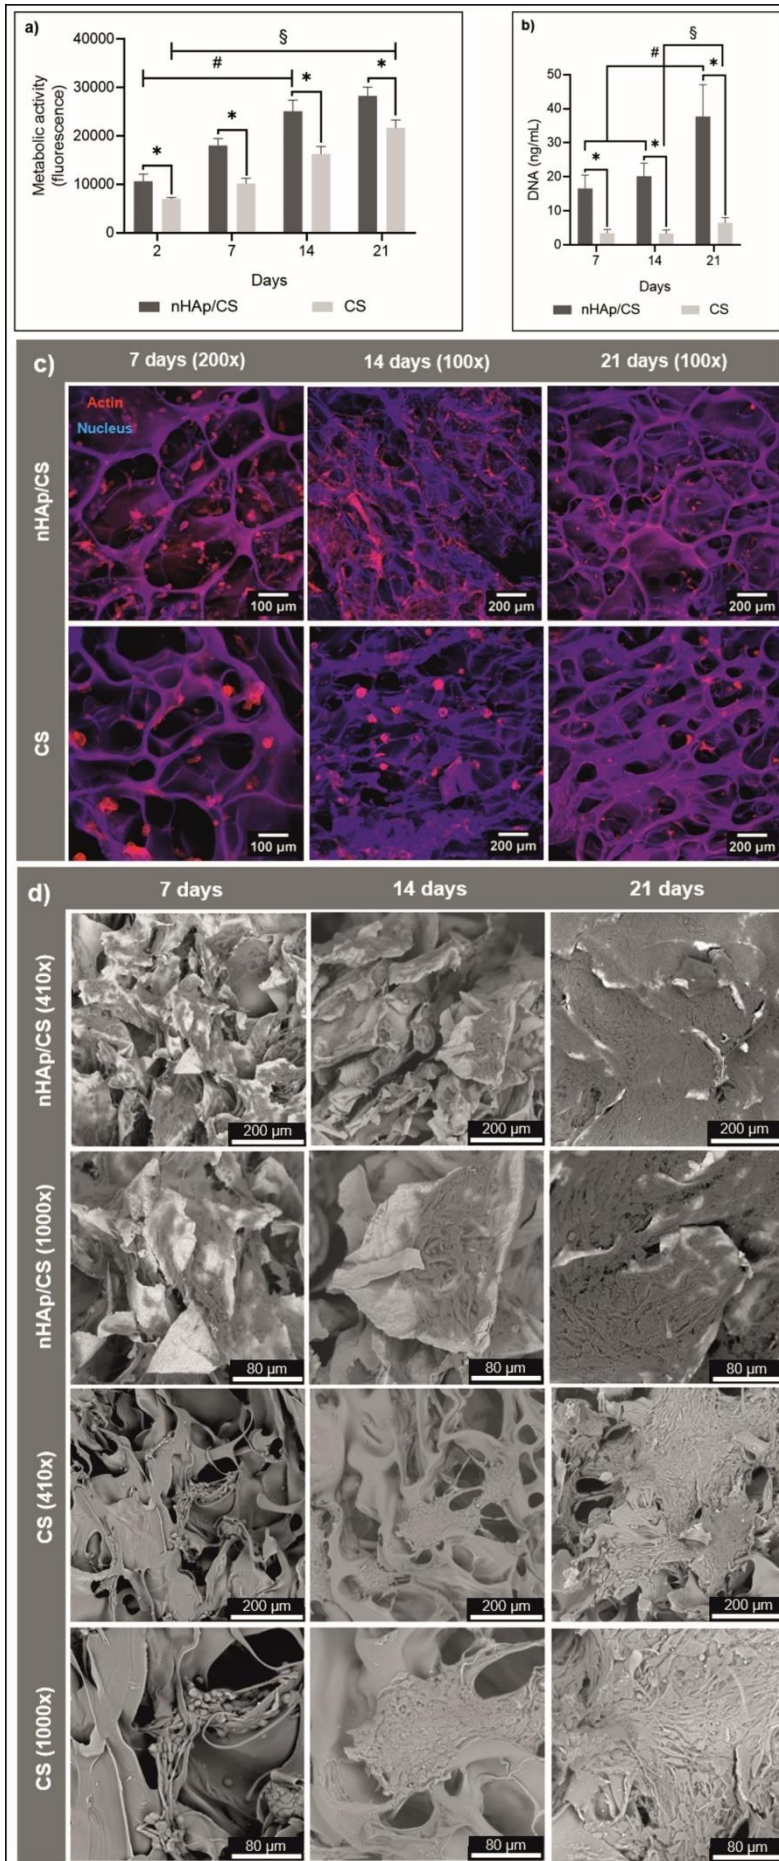 a)
§
#
*
*
*
*
40000
30000
20000
10000
0
Metabolic activity
(fluorescence)
2 7 14 21
Days
nHAp/CS CS
b)
§
#
*
*
*
50
40
30
20
10
0
DNA (ng/mL)
7 14 21
Days
nHAp/CS CS
c)
7 days (200x) 14 days (100x) 21 days (100x)
nHAp/CS
Actin
Nucleus
100 µm 200 µm 200 µm
CS
100 µm 200 µm 200 µm
d)
7 days 14 days 21 days
nHAp/CS (410x)
200 µm 200 µm 200 µm
nHAp/CS (1000x)
80 µm 80 µm 80 µm
CS (410x)
200 µm 200 µm 200 µm
CS (1000x)
80 µm 80 µm 80 µm